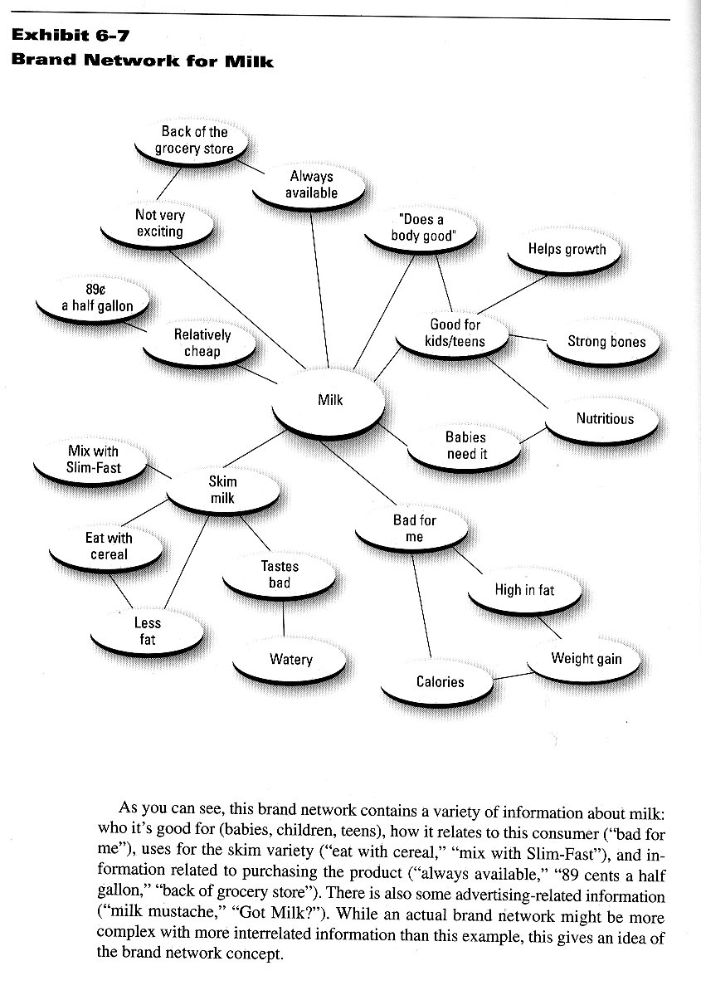 Exhibit 6-7
Brand Network for Milk
Back of the
grocery store
Always
available
Not very
exciting
"Does a
body good"
Helps growth
89¢
a half gallon
Relatively
cheap
Good for
kids/teens
Strong bones
Milk
Nutritious
Babies
need it
Mix with
Slim-Fast
Skim
milk
Bad for
me
Eat with
cereal
Tastes
bad
High in fat
Less
fat
Watery
Weight gain
Calories
As you can see, this brand network contains a variety of information about milk:
who it's good for (babies, children, teens), how it relates to this consumer (“bad for
me”), uses for the skim variety (“eat with cereal,” “mix with Slim-Fast”), and in-
formation related to purchasing the product (“always available,” “89 cents a half
gallon,” “back of grocery store”). There is also some advertising-related information
(“milk mustache,” “Got Milk?”). While an actual brand network might be more
complex with more interrelated information than this example, this gives an idea of
the brand network concept.